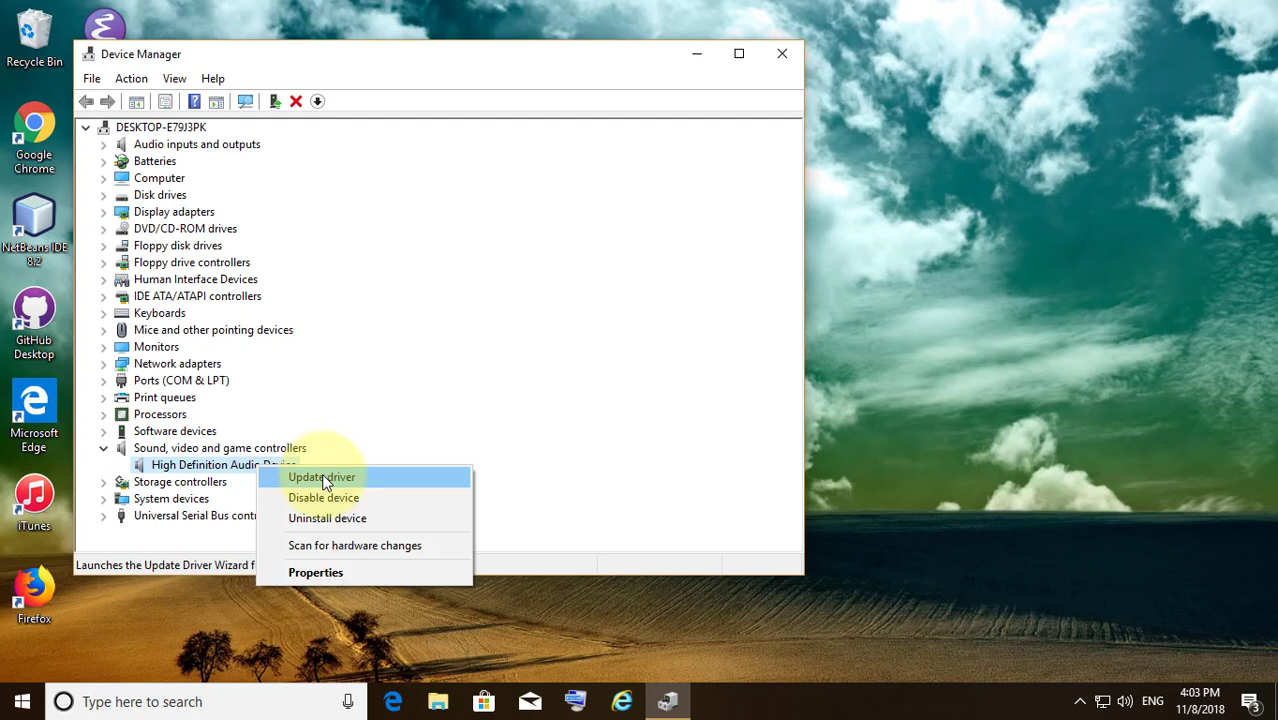 Recycle Bin
Google
Chrome
NetBeans IDE
8.2
GitHub
Desktop
Microsoft
Edge
iTunes
Firefox
Device Manager
File Action View Help
DESKTOP-E79J3PK
Audio inputs and outputs
Batteries
Computer
Disk drives
Display adapters
DVD/CD-ROM drives
Floppy disk drives
Floppy drive controllers
Human Interface Devices
IDE ATA/ATAPI controllers
Keyboards
Mice and other pointing devices
Monitors
Network adapters
Ports (COM & LPT)
Print queues
Processors
Software devices
Sound, video and game controllers
High Definition Audio Device
Storage controllers
System devices
Universal Serial Bus
Update driver
Disable device
Uninstall device
Scan for hardware changes
Properties
Launches the Update Driver Wizard
Type here to search
ENG
4:03 PM
11/8/2018
3